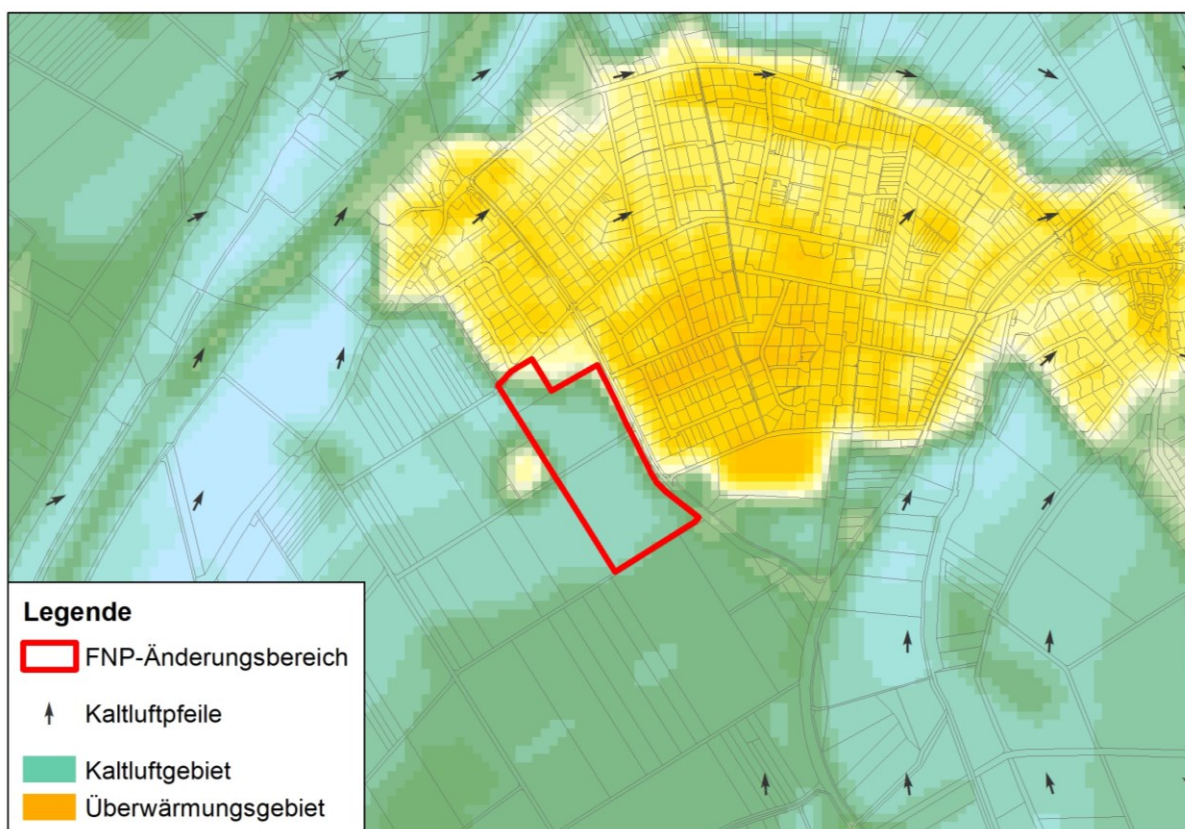 Legende
FNP-Änderungsbereich
Kaltluftpfeile
Kaltluftgebiet
Überwärmungsgebiet